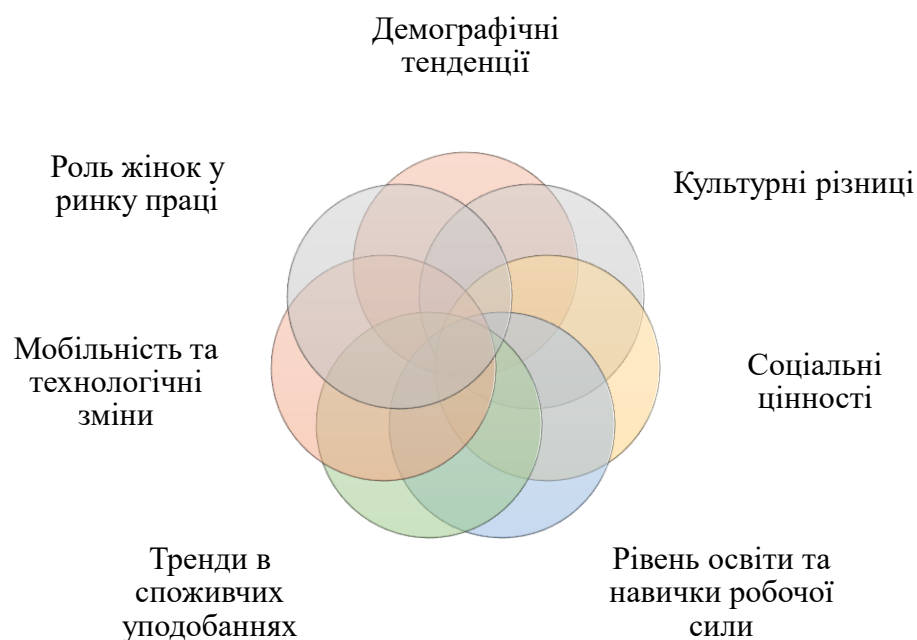 Демографічні
тенденції
Роль жінок у
ринку праці
Культурні різниці
Мобільність та
технологічні
зміни
Соціальні
цінності
Тренди в
споживчих
уподобаннях
Рівень освіти та
навички робочої
сили